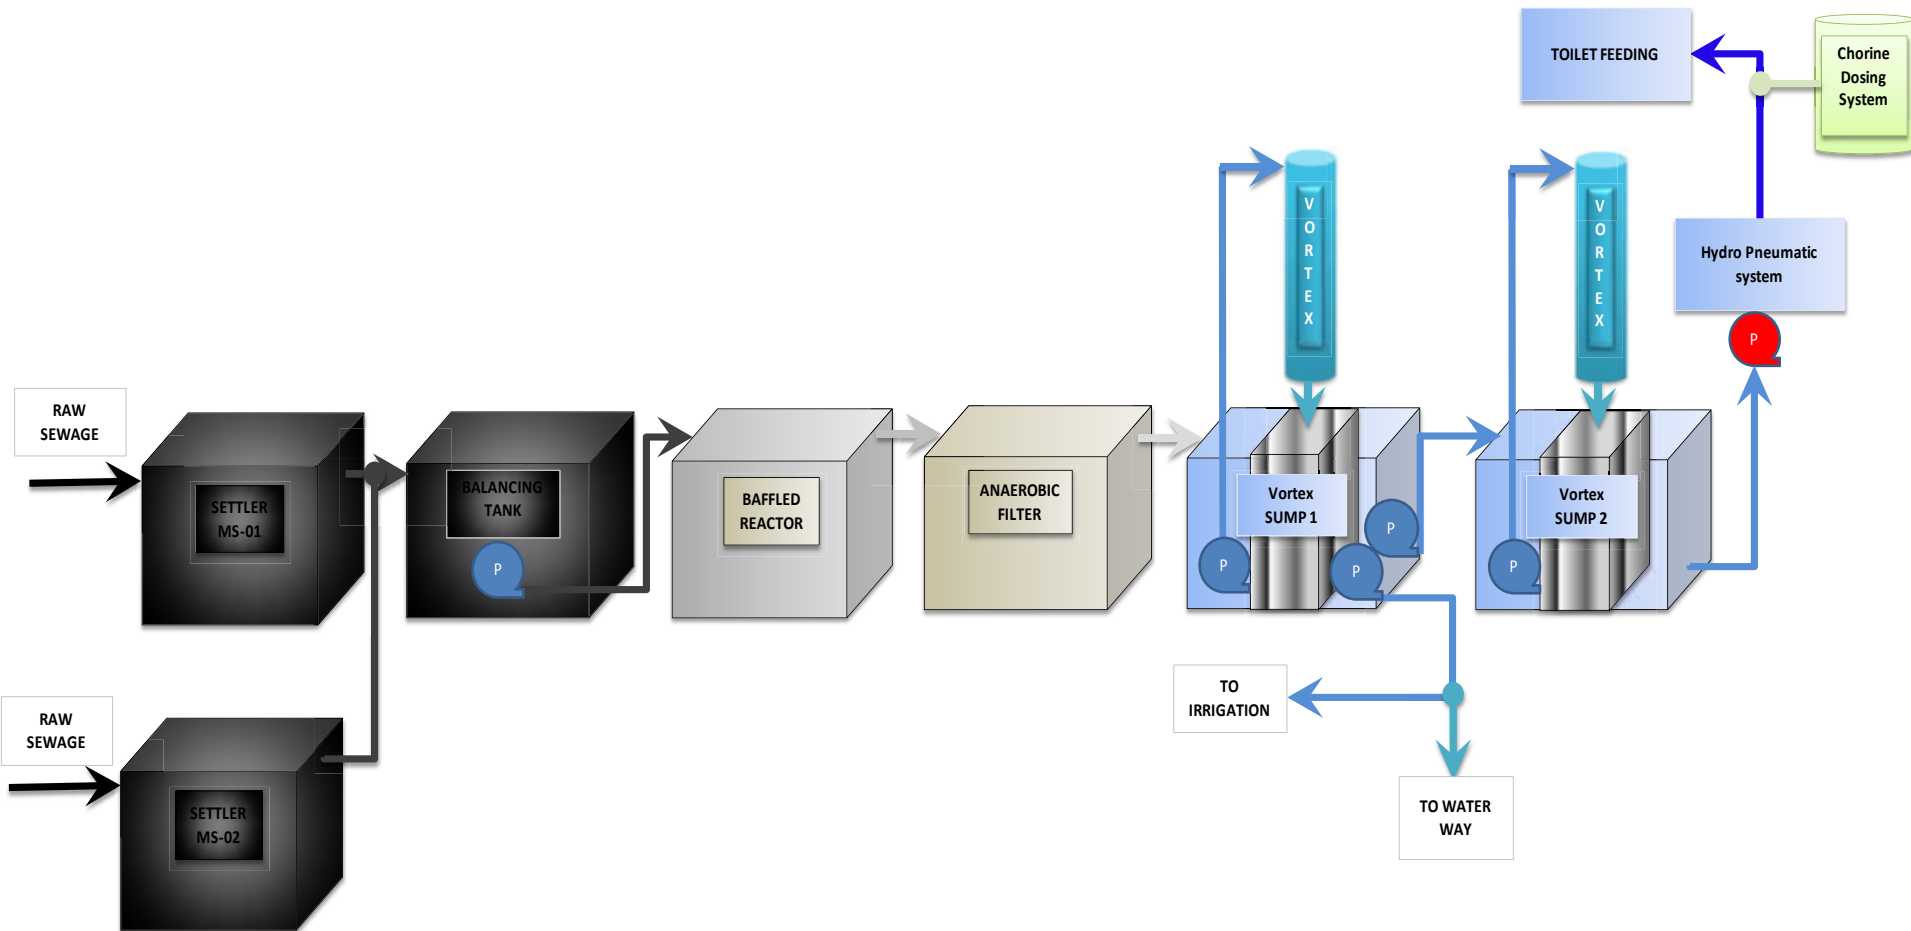 TOILET FEEDING
Chorine
Dosing
System
V
O
R
T
E
X
V
O
R
T
E
X
Hydro Pneumatic
system
P
RAW
SEWAGE
SETTLER
MS-01
BALANCING
TANK
P
BAFFLED
REACTOR
ANAEROBIC
FILTER
Vortex
SUMP 1
P
P
P
Vortex
SUMP 2
P
TO
IRRIGATION
RAW
SEWAGE
SETTLER
MS-02
TO WATER
WAY